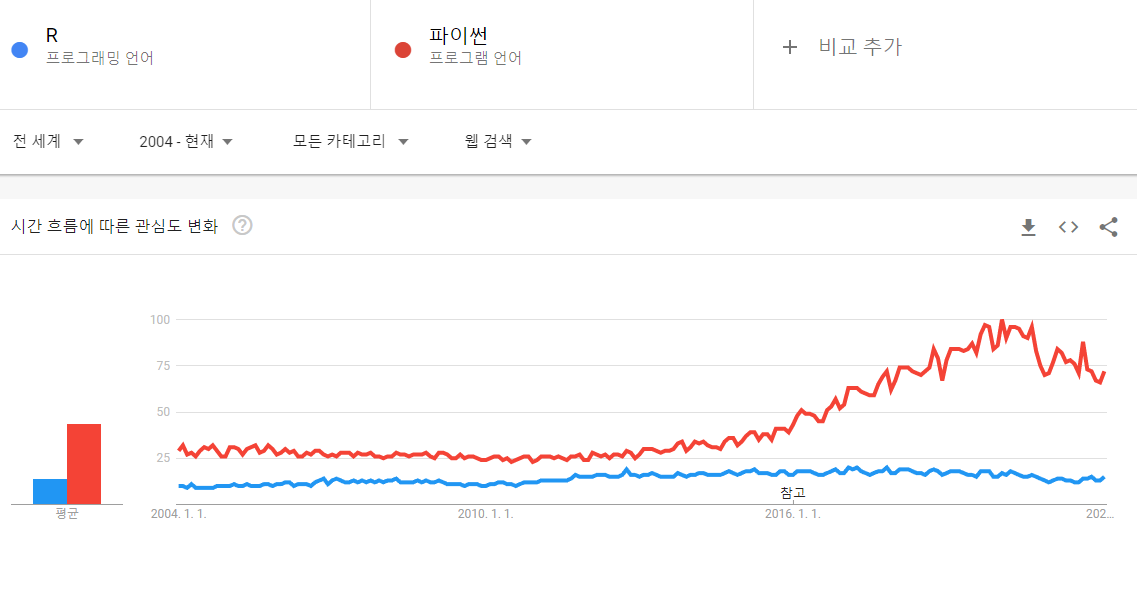 R
프로그래밍 언어
파이썬
프로그램 언어
+ 비교 추가
전 세계
2004 - 현재
모든 카테고리
웹 검색
시간 흐름에 따른 관심도 변화 ?
100
75
50
25
참고
평균
2004. 1. 1.
2010. 1. 1.
2016. 1. 1.
202...